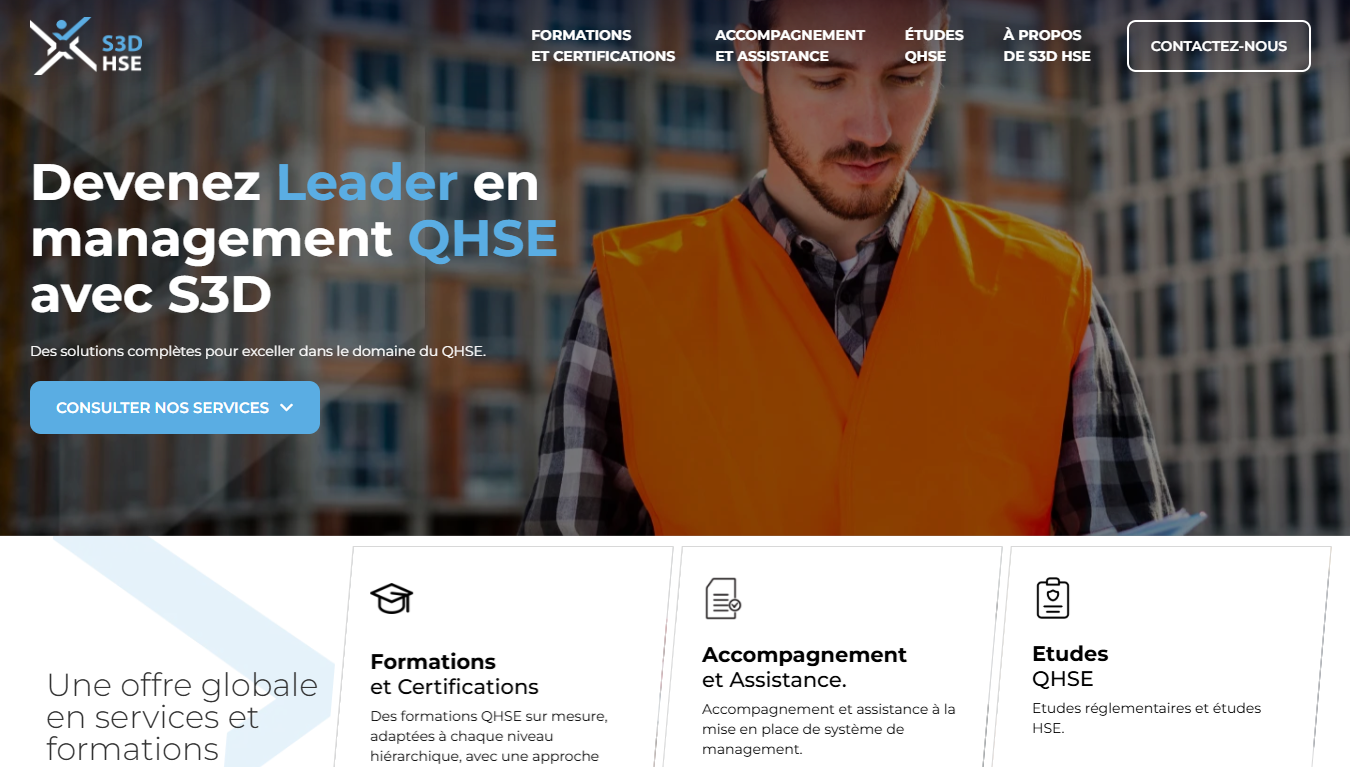 S3D
HSE
FORMATIONS
ET CERTIFICATIONS
ACCOMPAGNEMENT
ET ASSISTANCE
ÉTUDES
QHSE
À PROPOS
DE S3D HSE
CONTACTEZ-NOUS
Devenez Leader en
management QHSE
avec S3D
Des solutions complètes pour exceller dans le domaine du QHSE.
CONSULTER NOS SERVICES
Une offre globale
en services et
formations
Formations
et Certifications
Des formations QHSE sur mesure,
adaptées à chaque niveau
hiérarchique, avec une approche
Accompagnement
et Assistance.
Accompagnement et assistance à la
mise en place de système de
management.
Etudes
QHSE
Etudes réglementaires et études
HSE.